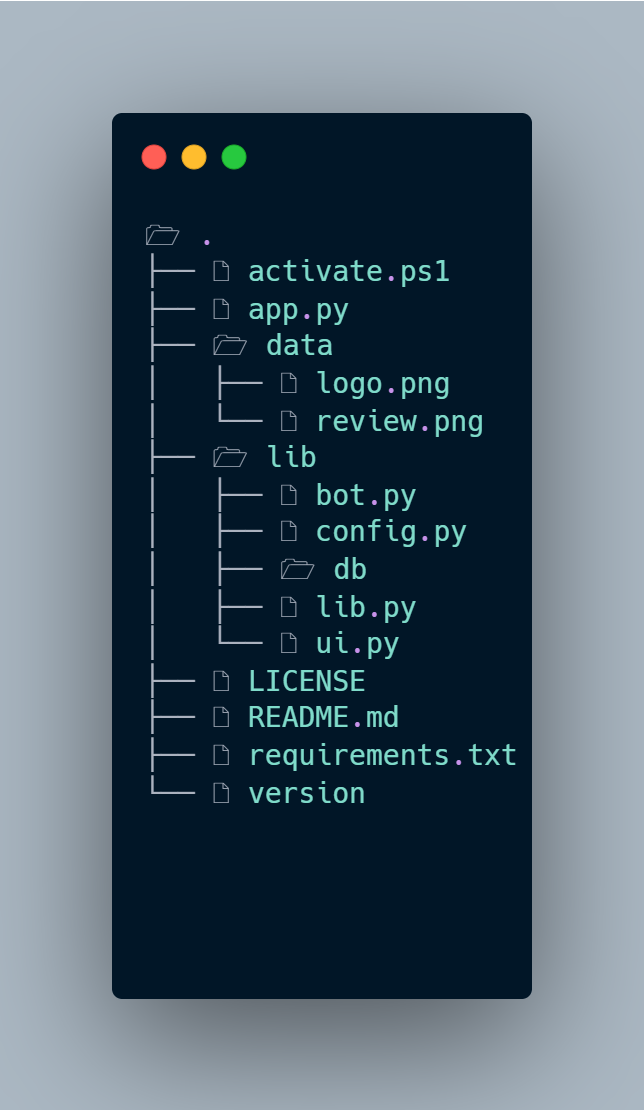 🗁 .
├── 🗋 activate.ps1
├── 🗋 app.py
├── 🗁 data
│   ├── 🗋 logo.png
│   └── 🗋 review.png
├── 🗁 lib
│   ├── 🗋 bot.py
│   ├── 🗋 config.py
│   ├── 🗁 db
│   ├── 🗋 lib.py
│   └── 🗋 ui.py
├── 🗋 LICENSE
├── 🗋 README.md
├── 🗋 requirements.txt
└── 🗋 version